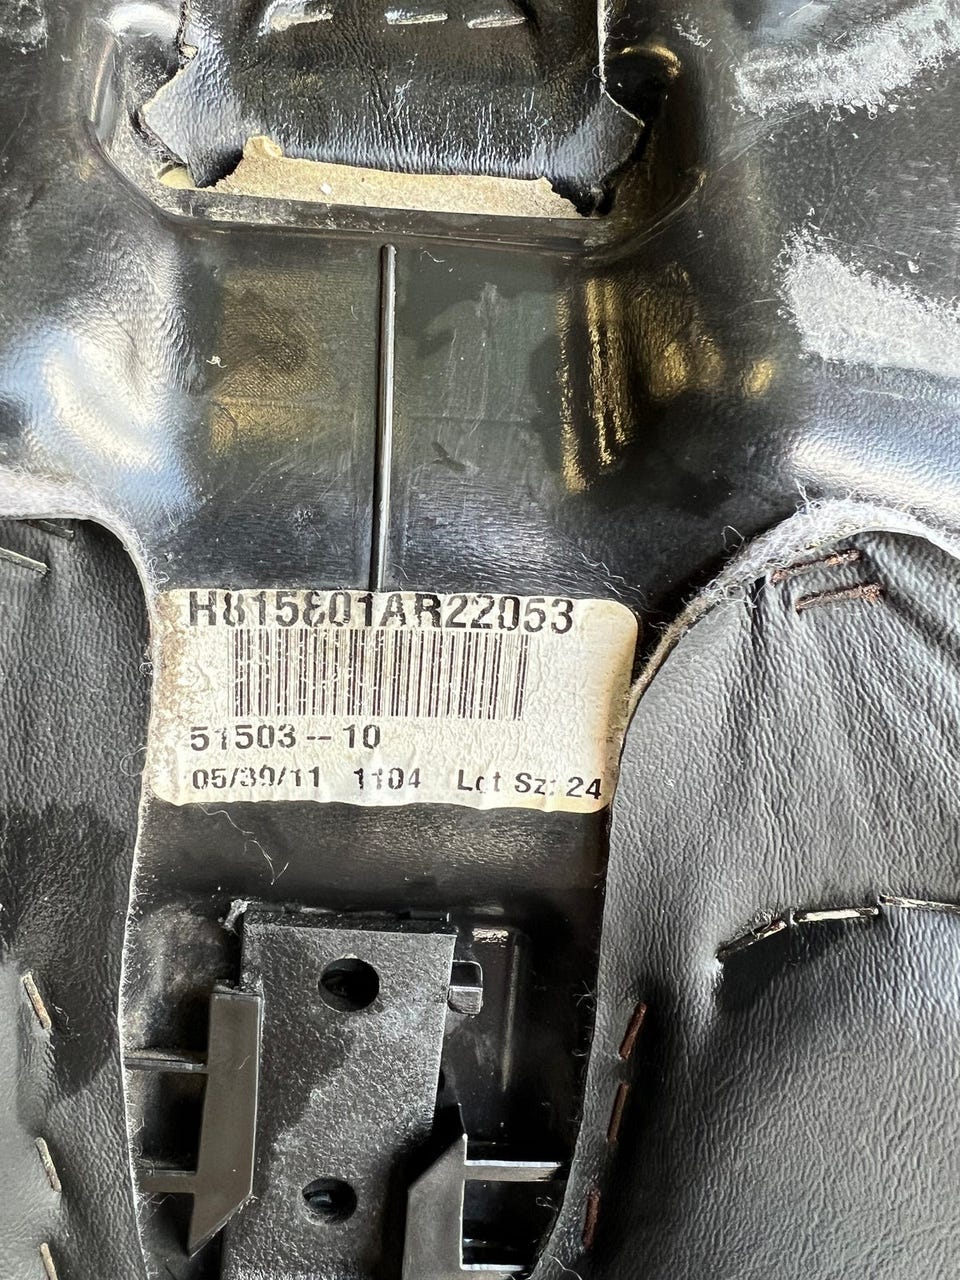 H815801AR22053
51503--10
05/30/11 1104 Lot Sz: 24